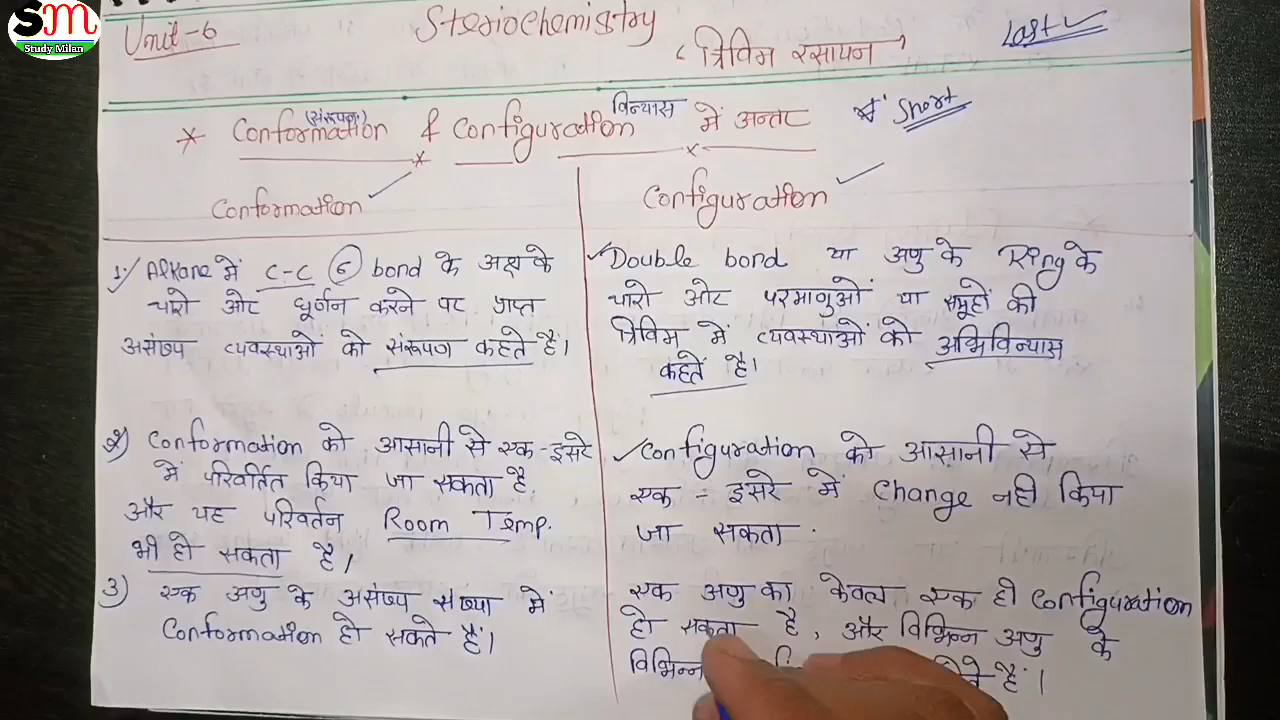 SM
Study Milan
Unit-6
Steriochemistry
(त्रिविम रसायन)
Last
* Conformation (संरूपण) & Configuration विन्यास में अन्तर
Short
Conformation
Configuration
1) Alkane में C-C σ bond के अक्ष के
चारो ओर घूर्णन करने पर प्राप्त
असंख्य व्यवस्थाओं को संरूपण कहते है।
Double bond या अणु के Ring के
चारो ओर परमाणुओं या समूहों की
त्रिविम में व्यवस्थाओं को अभिविन्यास
कहते है।
2) Conformation को आसानी से एक-दूसरे
में परिवर्तित किया जा सकता है
और यह परिवर्तन Room Temp.
भी हो सकता है।
Configuration को आसानी से
एक-दूसरे में change नही किया
जा सकता.
3) एक अणु के असंख्य संख्या में
Conformation हो सकते हैं।
एक अणु का केवल एक ही configuration
हो सकता है, और विभिन्न अणु के
विभिन्न हैं।